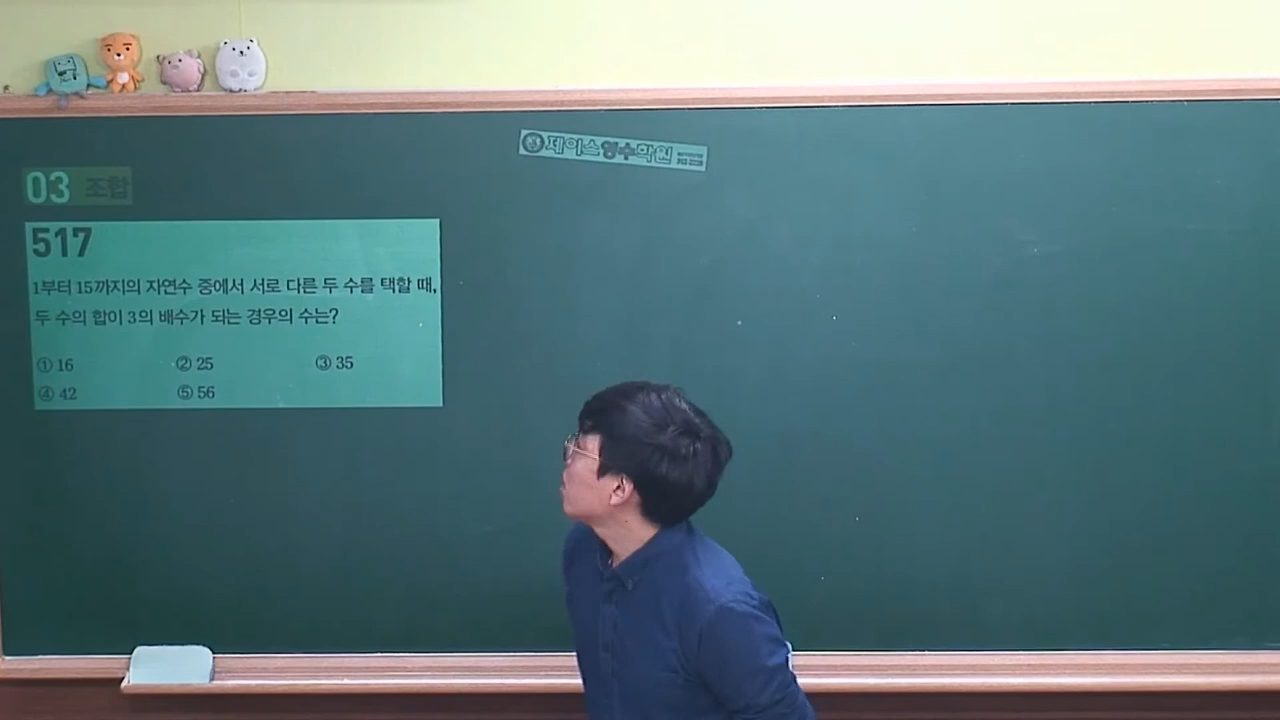 제이스영수학원
03 조합
517
1부터 15까지의 자연수 중에서 서로 다른 두 수를 택할 때,
두 수의 합이 3의 배수가 되는 경우의 수는?
① 16 ② 25 ③ 35
④ 42 ⑤ 56